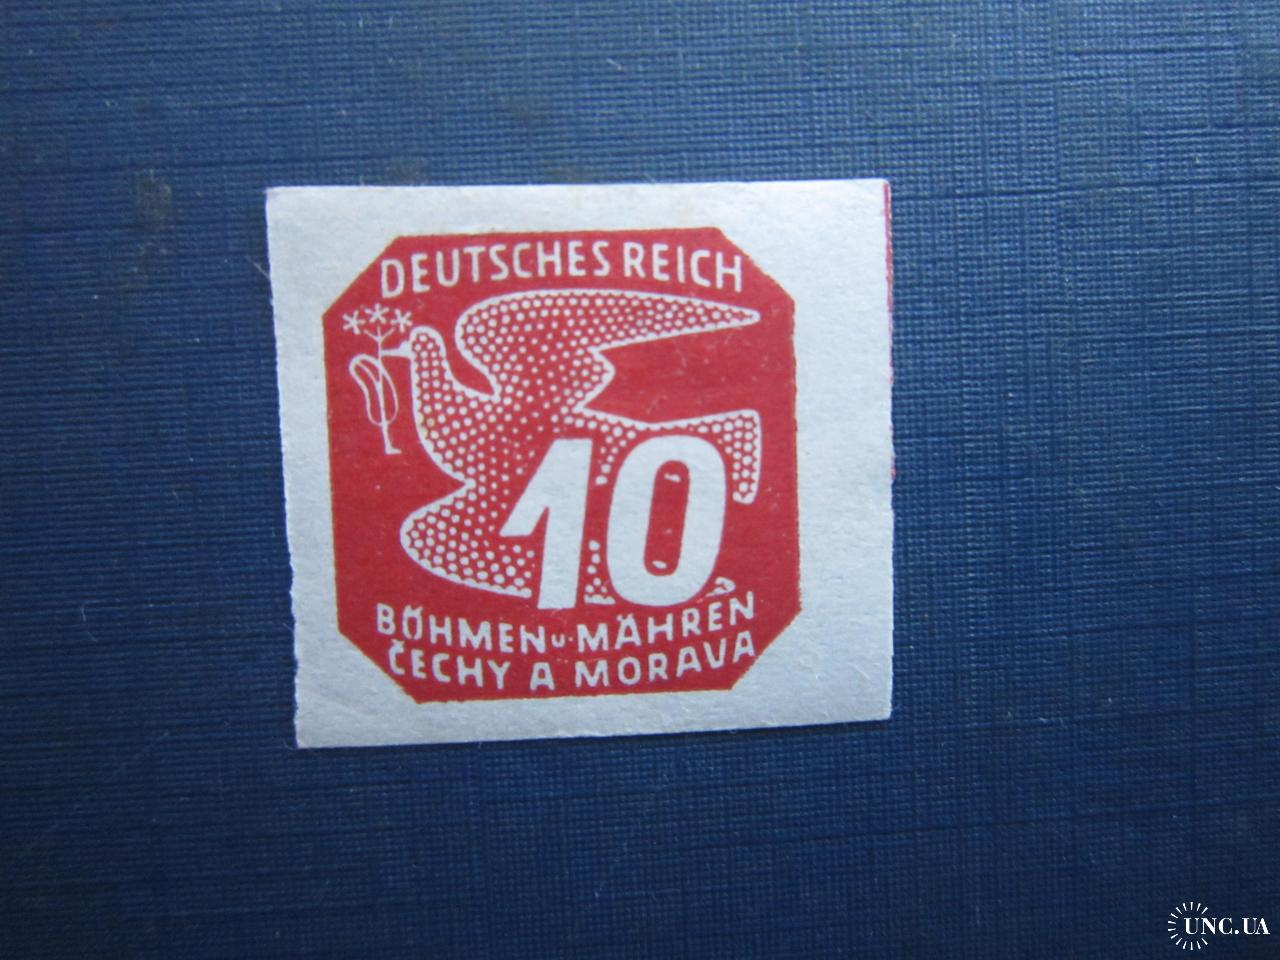 DEUTSCHES REICH
10
BÖHMEN u. MÄHREN
ČECHY A MORAVA
UNC.UA